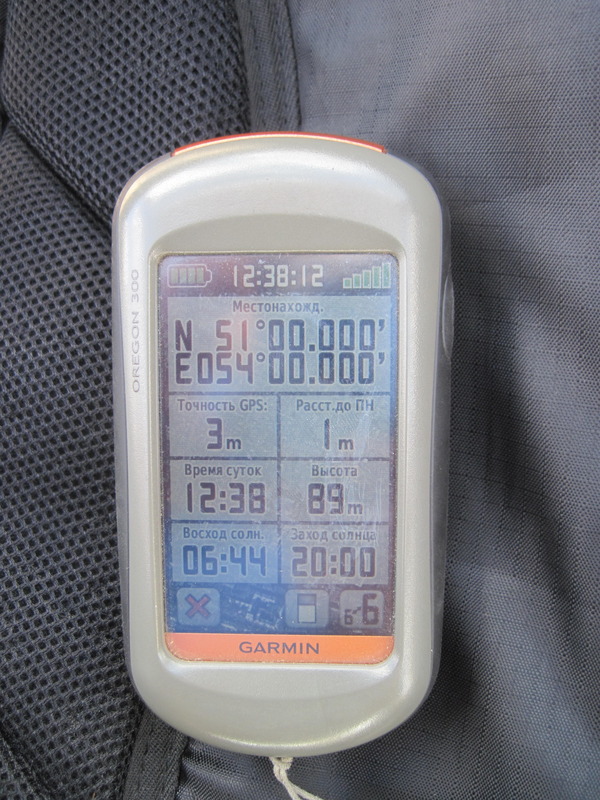 OREGON 300
12:38:12
Местонахожд.
N 51°00.000'
E054°00.000'
Точность GPS: Расст.до ПН
3m 1m
Время суток Высота
12:38 89m
Восход солн. Заход солнца
06:44 20:00
Б-6
GARMIN